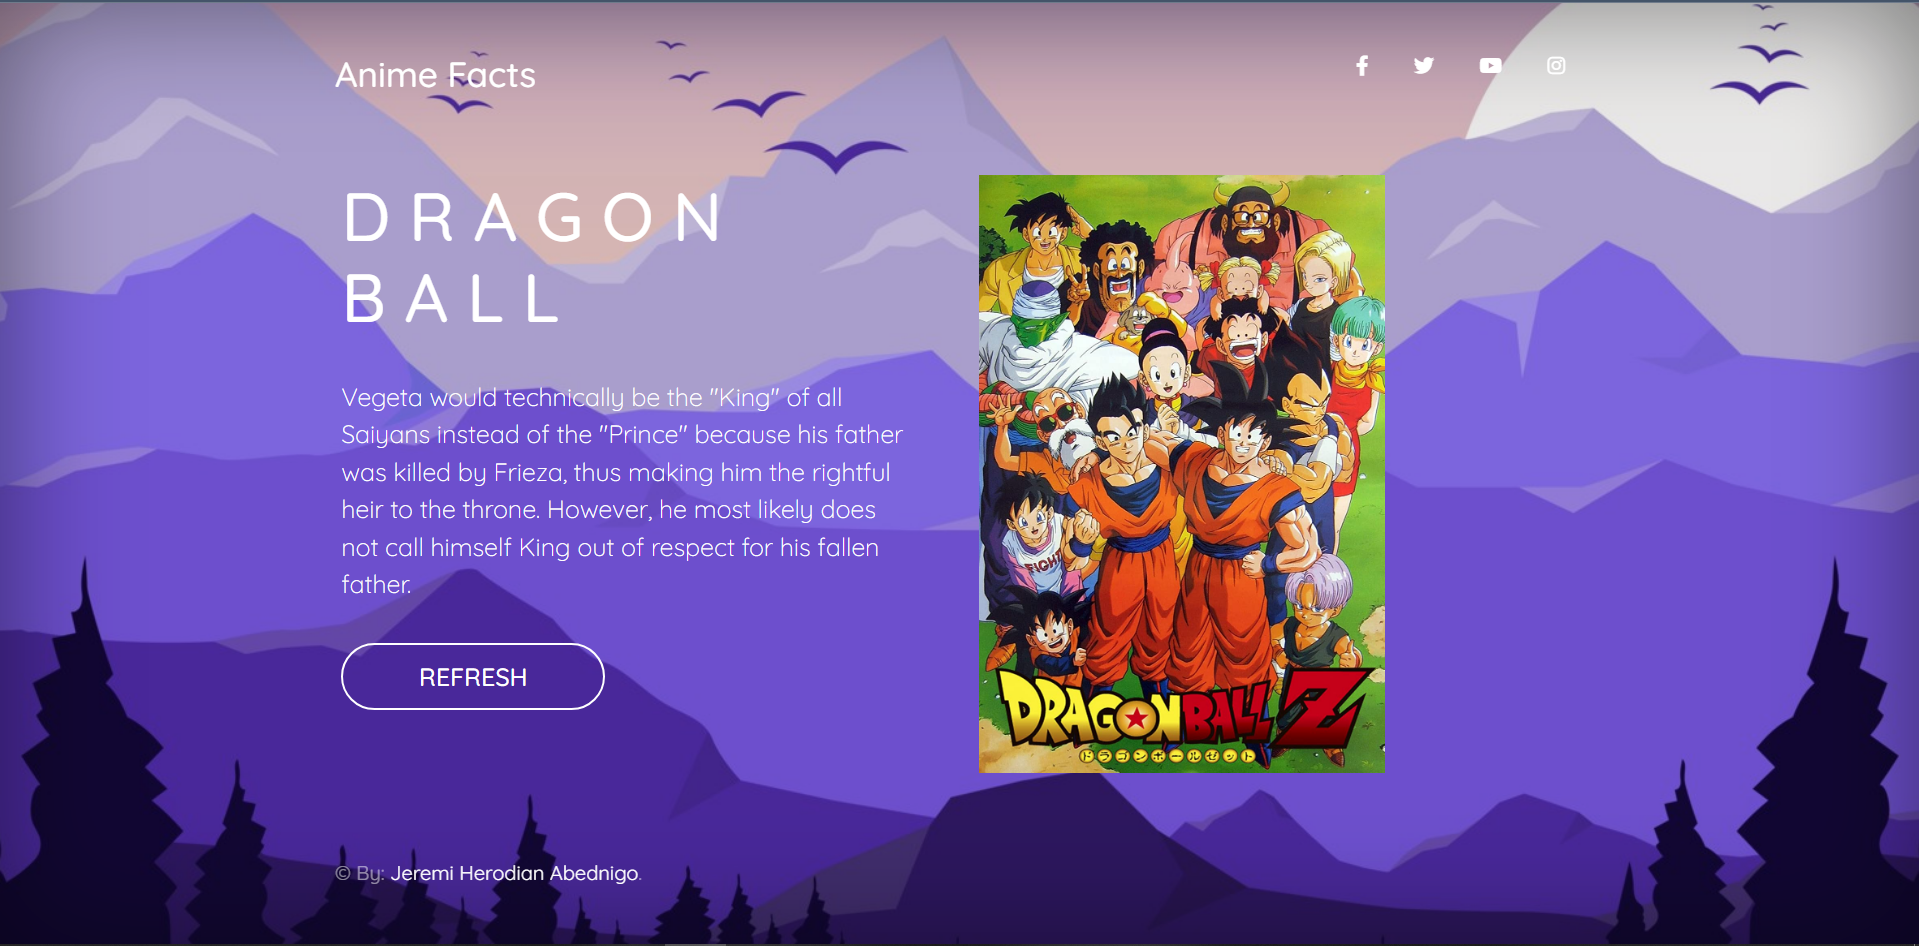 Anime Facts
DRAGON
BALL
Vegeta would technically be the "King" of all
Saiyans instead of the "Prince" because his father
was killed by Frieza, thus making him the rightful
heir to the throne. However, he most likely does
not call himself King out of respect for his fallen
father.
REFRESH
FIGHT
DRAGONBALL Z
ドラゴンボールゼット
© By: Jeremi Herodian Abednigo.